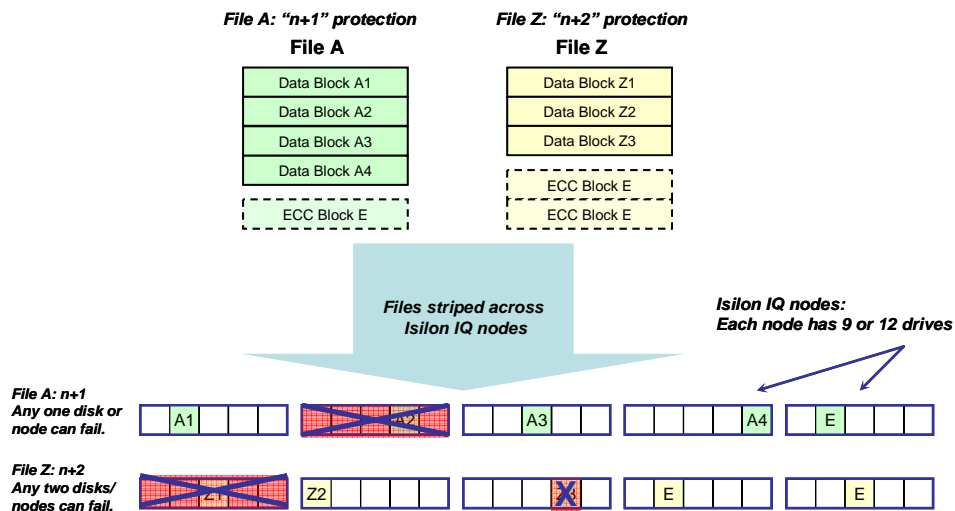 File A: “n+1” protection
File Z: “n+2” protection
File A
File Z
Data Block A1
Data Block A2
Data Block A3
Data Block A4
ECC Block E
Data Block Z1
Data Block Z2
Data Block Z3
ECC Block E
ECC Block E
Files striped across
Isilon IQ nodes
Isilon IQ nodes:
Each node has 9 or 12 drives
File A: n+1
Any one disk or
node can fail.
A1
A2
A3
A4
E
File Z: n+2
Any two disks/
nodes can fail.
Z1
Z2
Z3
E
E